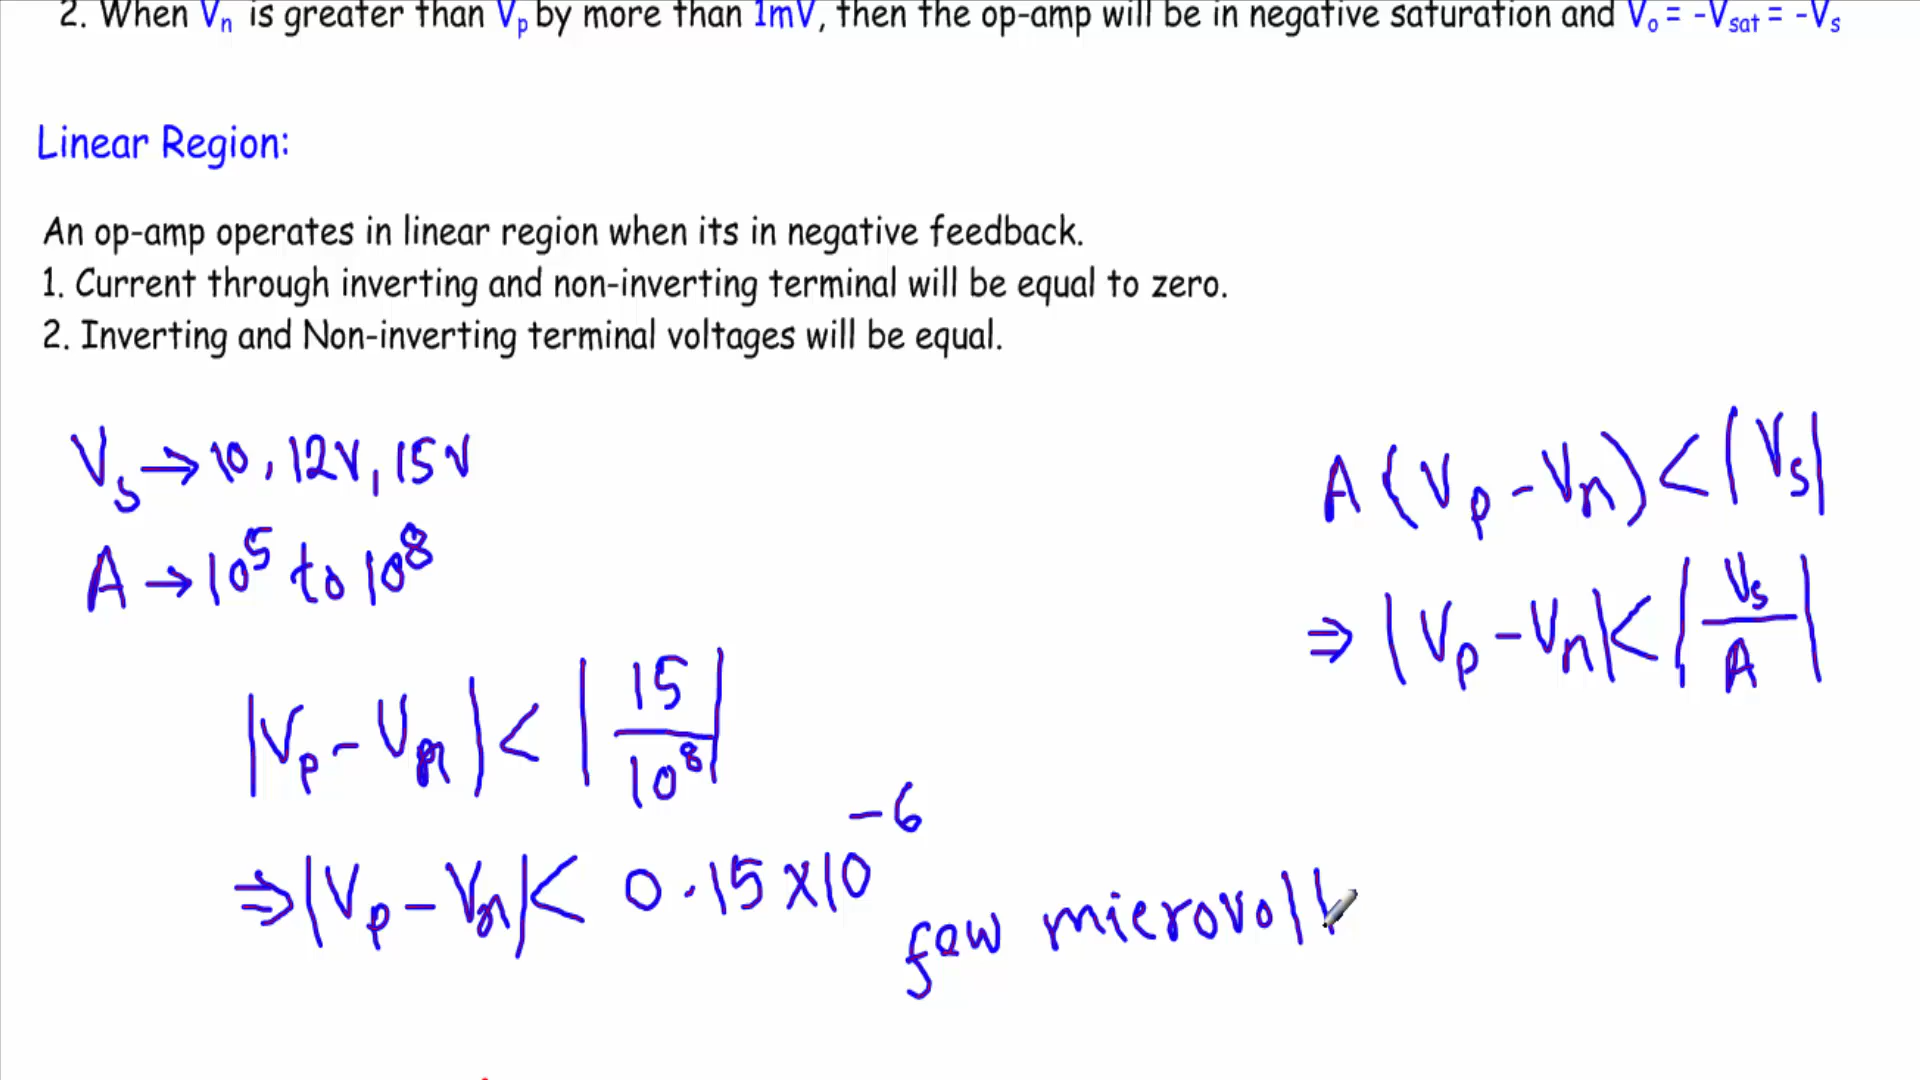 2. When Vn is greater than Vp by more than 1mV, then the op-amp will be in negative saturation and Vo = -Vsat = -Vs
Linear Region:
An op-amp operates in linear region when its in negative feedback.
1. Current through inverting and non-inverting terminal will be equal to zero.
2. Inverting and Non-inverting terminal voltages will be equal.
Vs → 10, 12V, 15V
A → 10^5 to 10^8
A (Vp - Vn) < |Vs|
⇒ |Vp - Vn| < |Vs/A|
|Vp - Vn| < |15/10^8|
⇒ |Vp - Vn| < 0.15 × 10^-6
few microvolt